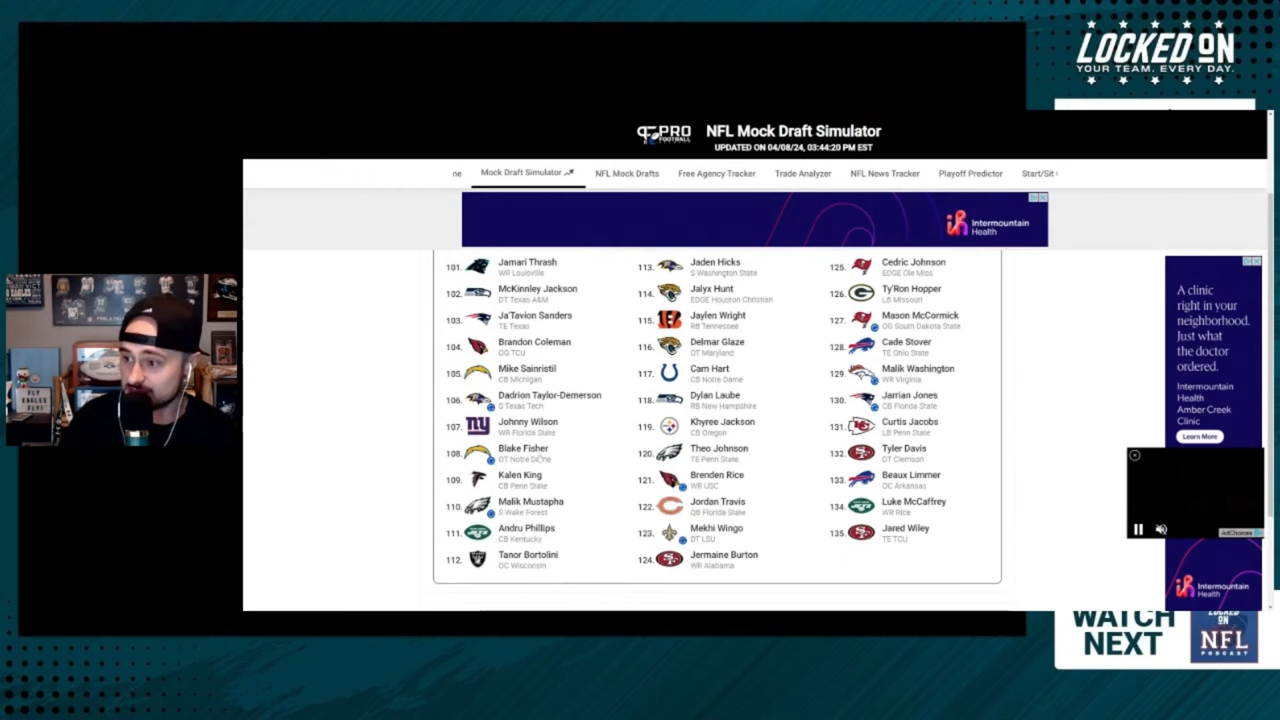 LOCKED ON
YOUR TEAM. EVERY DAY.
PRO
FOOTBALL
NFL Mock Draft Simulator
UPDATED ON 04/08/24, 03:44:20 PM EST
me Mock Draft Simulator NFL Mock Drafts Free Agency Tracker Trade Analyzer NFL News Tracker Playoff Predictor Start/Sit
Intermountain
Health
101. Jamari Thrash
WR Louisville
102. McKinnley Jackson
DT Texas A&M
103. Ja'Tavion Sanders
TE Texas
104. Brandon Coleman
OG TCU
105. Mike Sainristil
CB Michigan
106. Dadrion Taylor-Demerson
S Texas Tech
107. Johnny Wilson
WR Florida State
108. Blake Fisher
OT Notre Dame
109. Kalen King
CB Penn State
110. Malik Mustapha
S Wake Forest
111. Andru Phillips
CB Kentucky
112. Tanor Bortolini
OC Wisconsin
113. Jaden Hicks
S Washington State
114. Jalyx Hunt
EDGE Houston Christian
115. Jaylen Wright
RB Tennessee
116. Delmar Glaze
OT Maryland
117. Cam Hart
CB Notre Dame
118. Dylan Laube
RB New Hampshire
119. Khyree Jackson
CB Oregon
120. Theo Johnson
TE Penn State
121. Brenden Rice
WR USC
122. Jordan Travis
QB Florida State
123. Mekhi Wingo
DT LSU
124. Jermaine Burton
WR Alabama
125. Cedric Johnson
EDGE Ole Miss
126. Ty'Ron Hopper
LB Missouri
127. Mason McCormick
OG South Dakota State
128. Cade Stover
TE Ohio State
129. Malik Washington
WR Virginia
130. Jarrian Jones
CB Florida State
131. Curtis Jacobs
LB Penn State
132. Tyler Davis
DT Clemson
133. Beaux Limmer
OC Arkansas
134. Luke McCaffrey
WR Rice
135. Jared Wiley
TE TCU
A clinic
right in your
neighborhood.
Just what
the doctor
ordered.
Intermountain
Health
Amber Creek
Clinic
Learn More
AdChoices
Intermountain
Health
FLY
EAGLES
FLY!
WATCH
NEXT
LOCKED
ON
NFL
PODCAST